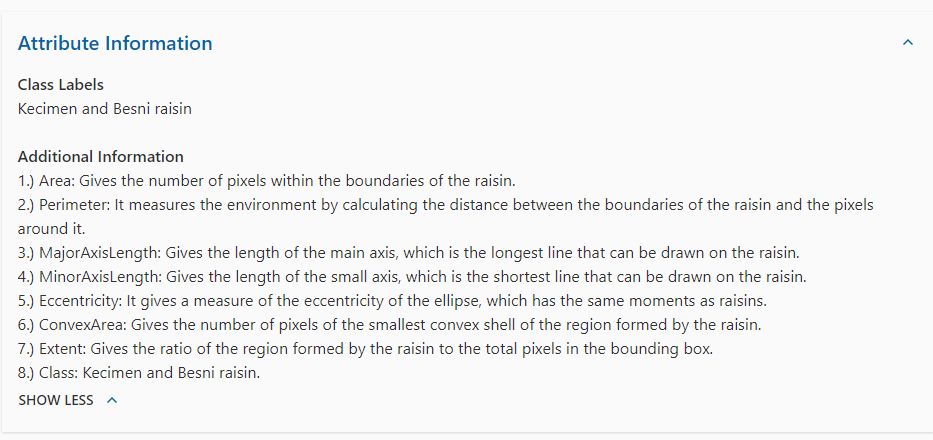 Attribute Information
Class Labels
Kecimen and Besni raisin
Additional Information
1.) Area: Gives the number of pixels within the boundaries of the raisin.
2.) Perimeter: It measures the environment by calculating the distance between the boundaries of the raisin and the pixels
around it.
3.) MajorAxisLength: Gives the length of the main axis, which is the longest line that can be drawn on the raisin.
4.) MinorAxisLength: Gives the length of the small axis, which is the shortest line that can be drawn on the raisin.
5.) Eccentricity: It gives a measure of the eccentricity of the ellipse, which has the same moments as raisins.
6.) ConvexArea: Gives the number of pixels of the smallest convex shell of the region formed by the raisin.
7.) Extent: Gives the ratio of the region formed by the raisin to the total pixels in the bounding box.
8.) Class: Kecimen and Besni raisin.
SHOW LESS